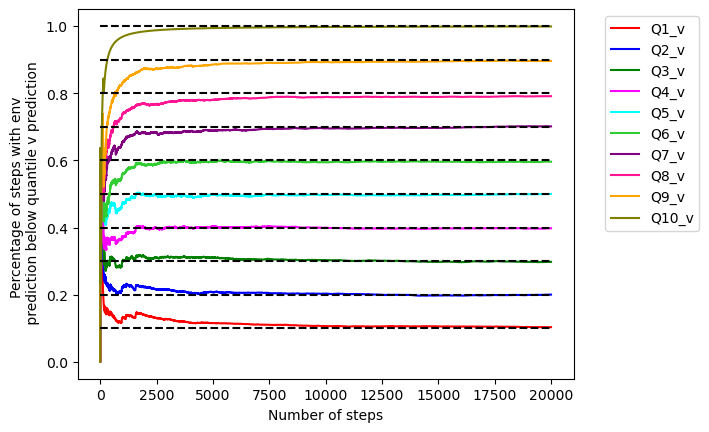 1.0
0.8
0.6
0.4
0.2
0.0
Percentage of steps with env
prediction below quantile v prediction
0
2500
5000
7500
10000
12500
15000
17500
20000
Number of steps
Q1_v
Q2_v
Q3_v
Q4_v
Q5_v
Q6_v
Q7_v
Q8_v
Q9_v
Q10_v